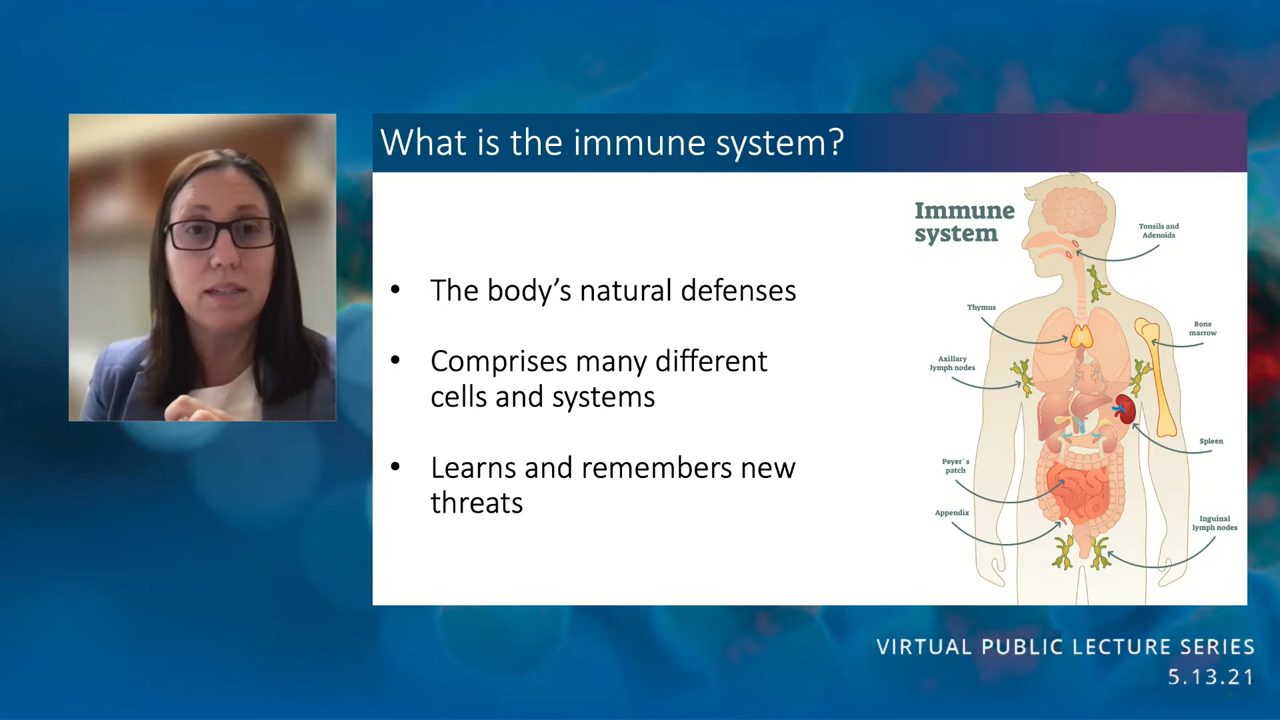 What is the immune system?
• The body’s natural defenses
• Comprises many different
cells and systems
• Learns and remembers new
threats
Immune
system
Tonsils and
Adenoids
Thymus
Bone
marrow
Axillary
lymph nodes
Spleen
Peyer`s
patch
Appendix
Inguinal
lymph nodes
VIRTUAL PUBLIC LECTURE SERIES
5.13.21